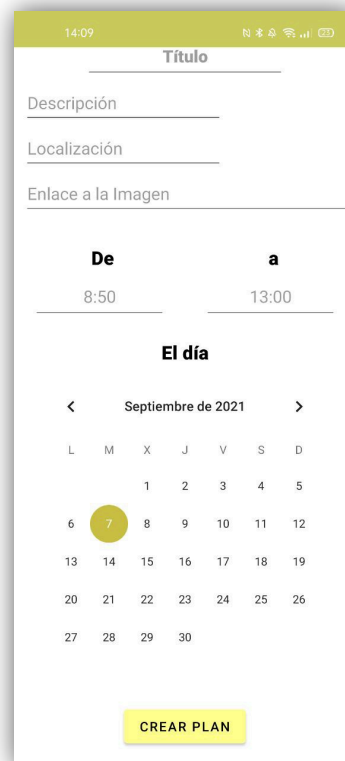 14:09
Título
Descripción
Localización
Enlace a la Imagen
De a
8:50 13:00
El día
Septiembre de 2021
L M X J V S D
1 2 3 4 5
6 7 8 9 10 11 12
13 14 15 16 17 18 19
20 21 22 23 24 25 26
27 28 29 30
CREAR PLAN